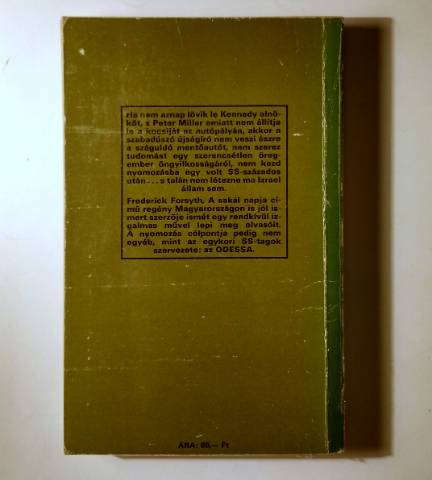 Ha nem aznap lövik le Kennedy elnö-
köt, s Peter Miller emiatt nem állítja
le a kocsiját az autópályán, akkor a
szabadúszó újságíró nem veszi észre
a száguldó mentőautót, nem szerez
tudomást egy szerencsétlen öreg-
ember öngyilkosságáról, nem kezd
nyomozásba egy volt SS-százados
után...s talán nem létezne ma Izrael
állam sem.
Frederick Forsyth, A sakál napja cí-
mű regény Magyarországon is jól is-
mert szerzője ismét egy rendkívül iz-
galmas művel lepi meg olvasóit.
A nyomozás célpontja pedig nem
egyéb, mint az egykori SS-tagok
szervezete: az ODESSA.
ÁRA: 60,— Ft